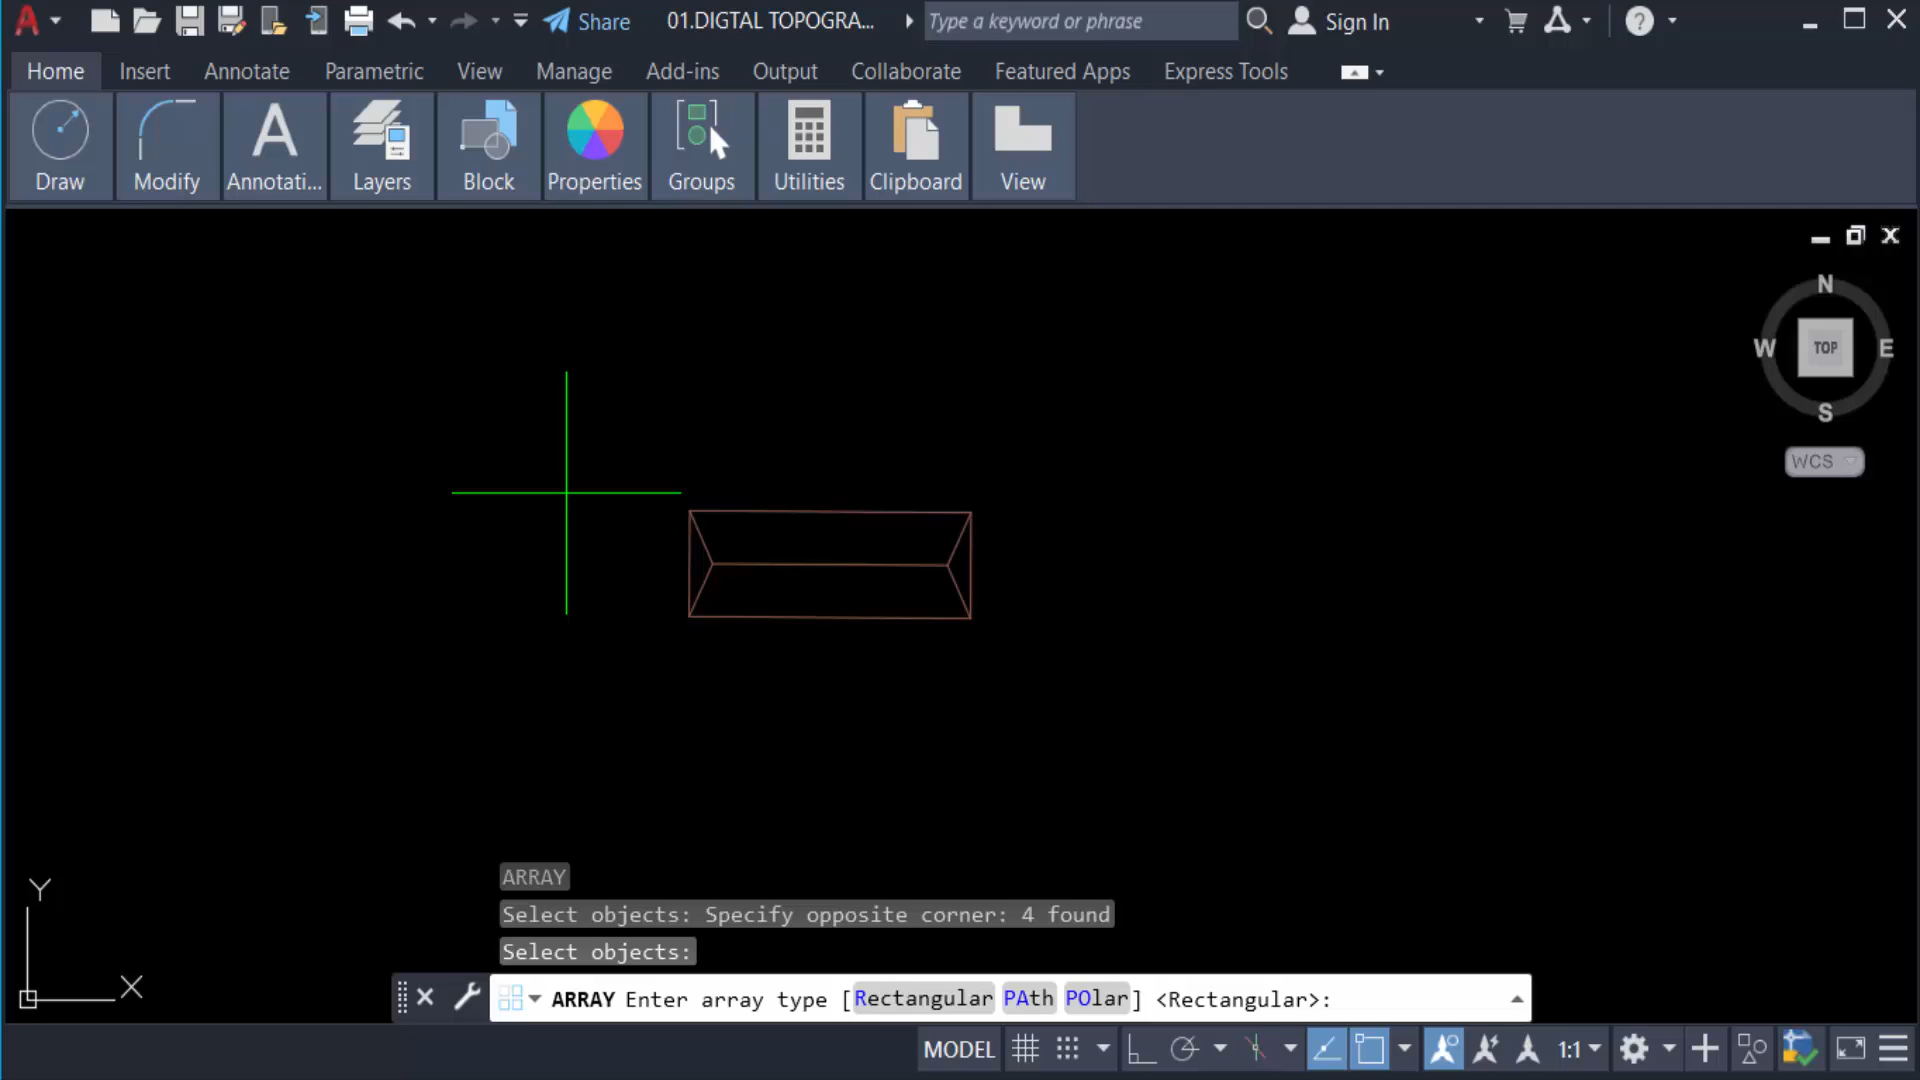 Share 01.DIGTAL TOPOGRA... Type a keyword or phrase Sign In
Home Insert Annotate Parametric View Manage Add-ins Output Collaborate Featured Apps Express Tools
Draw Modify Annotati... Layers Block Properties Groups Utilities Clipboard View
N
W TOP E
S
WCS
Y
X
ARRAY
Select objects: Specify opposite corner: 4 found
Select objects:
ARRAY Enter array type [Rectangular PAth POlar] <Rectangular>:
MODEL 1:1